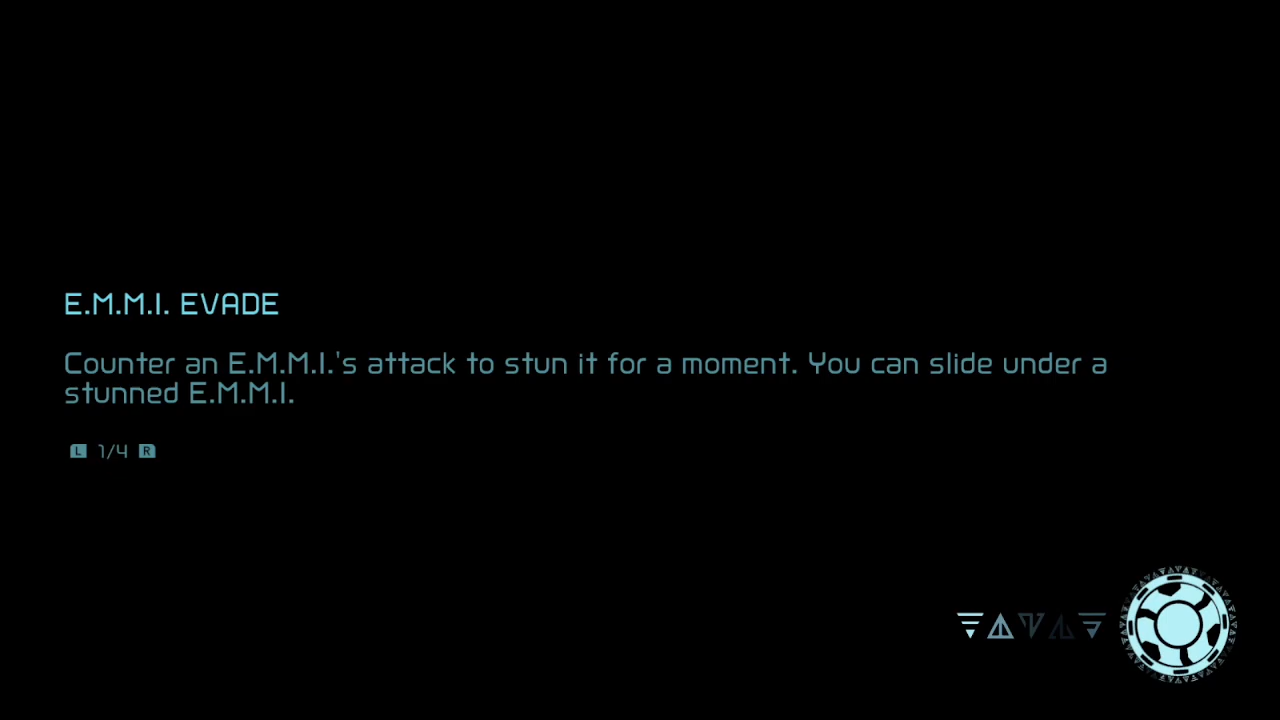 E.M.M.I. EVADE
Counter an E.M.M.I.'s attack to stun it for a moment. You can slide under a
stunned E.M.M.I.
L 1/4 R